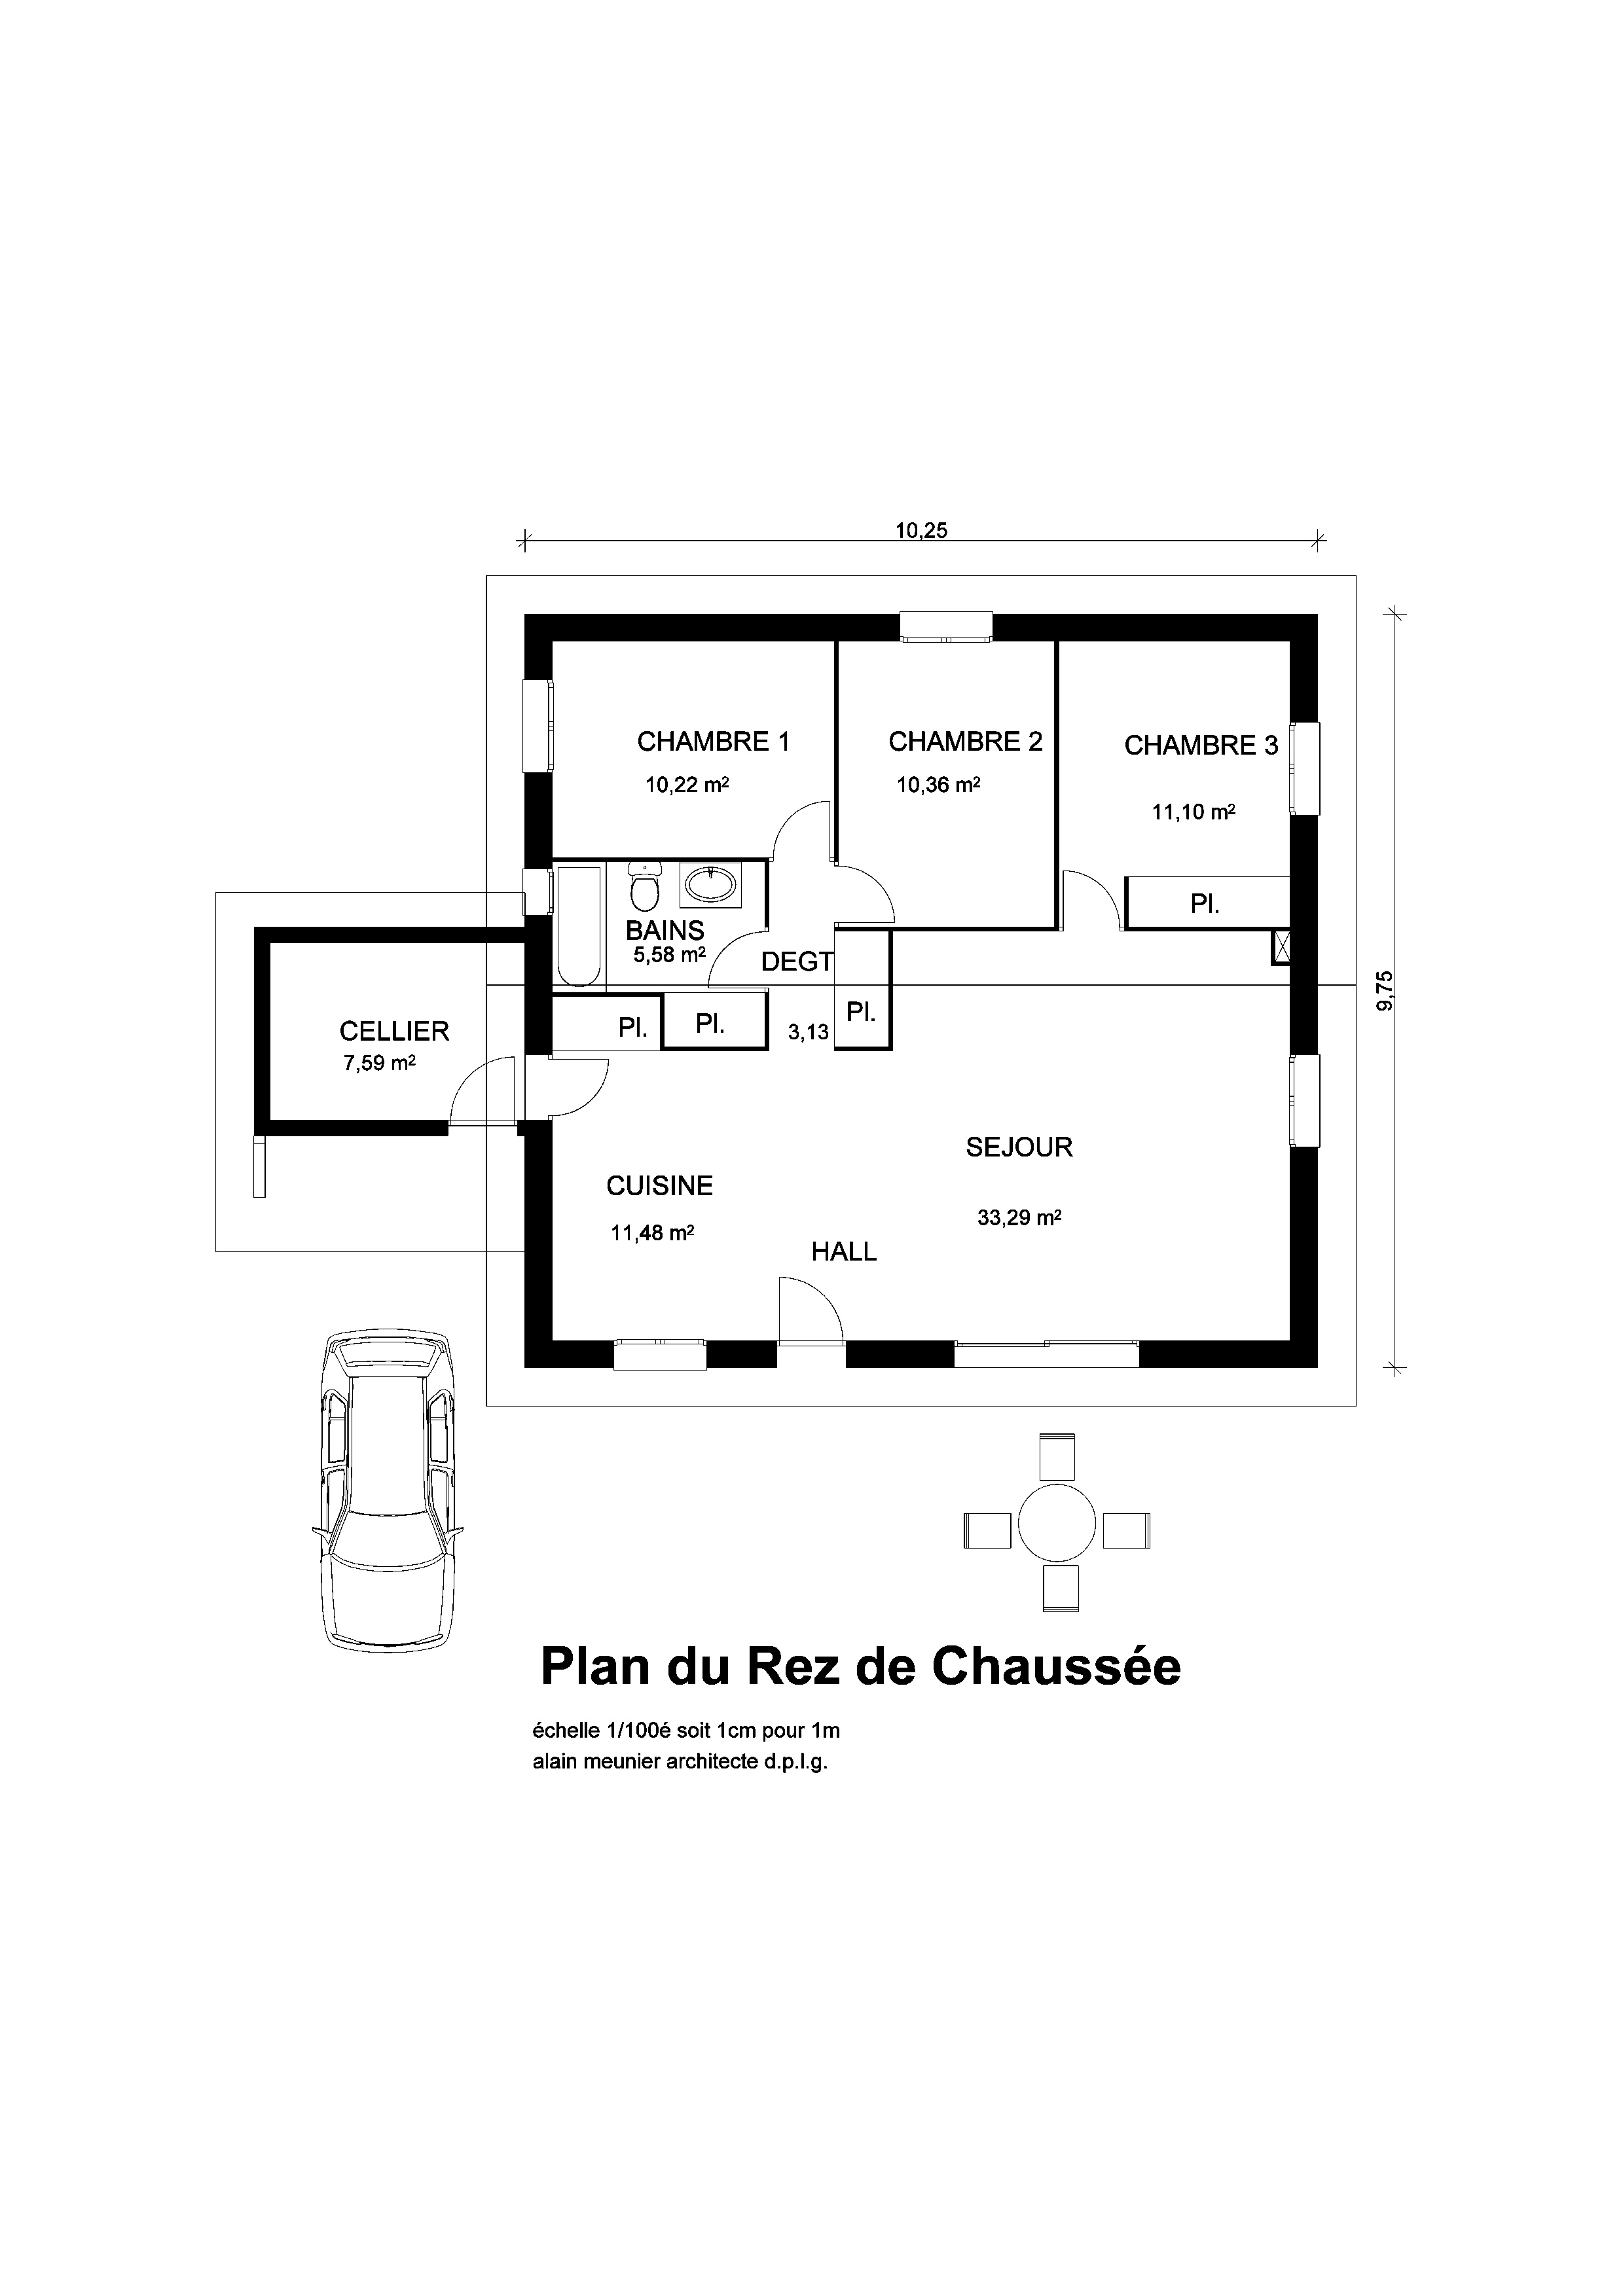 10,25
CHAMBRE 1
10,22 m²
CHAMBRE 2
10,36 m²
CHAMBRE 3
11,10 m²
Pl.
BAINS
5,58 m²
DEGT
9,75
Pl.
Pl.
Pl.
3,13
CELLIER
7,59 m²
SEJOUR
33,29 m²
CUISINE
11,48 m²
HALL
Plan du Rez de Chaussée
échelle 1/100é soit 1cm pour 1m
alain meunier architecte d.p.l.g.